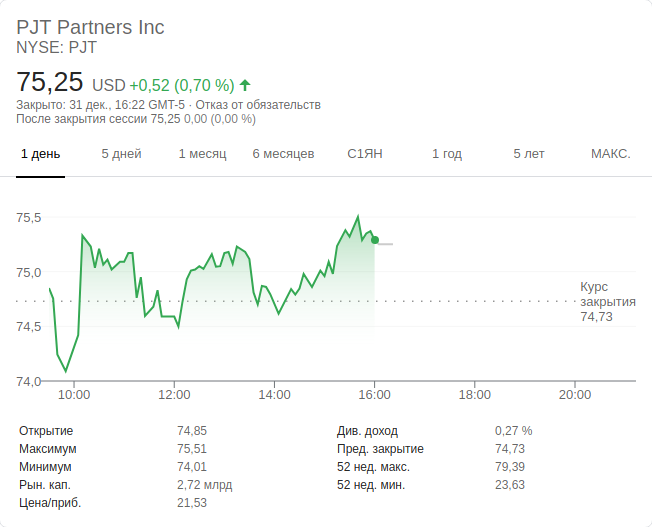 PJT Partners Inc
NYSE: PJT
75,25 USD +0,52 (0,70 %)
Закрыто: 31 дек., 16:22 GMT-5 · Отказ от обязательств
После закрытия сессии 75,25 0,00 (0,00 %)
1 день 5 дней 1 месяц 6 месяцев С1ЯН 1 год 5 лет МАКС.
75,5
75,0
Курс
закрытия
74,73
74,5
74,0
10:00 12:00 14:00 16:00 18:00 20:00
Открытие 74,85 Див. доход 0,27 %
Максимум 75,51 Пред. закрытие 74,73
Минимум 74,01 52 нед. макс. 79,39
Рын. кап. 2,72 млрд 52 нед. мин. 23,63
Цена/приб. 21,53